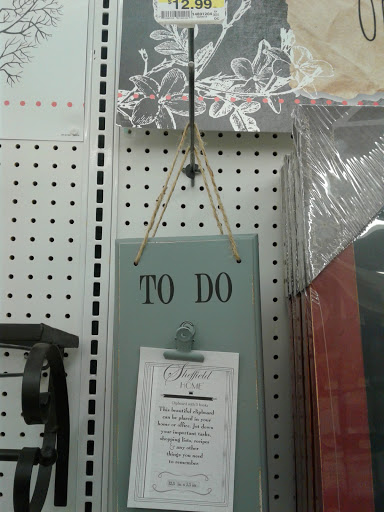 $12.99
TO DO
Sheffield
HOME
This beautiful clipboard
can be placed in your
home or office. Jot down
your important tasks,
shopping lists, recipes
& any other
things you need
to remember.